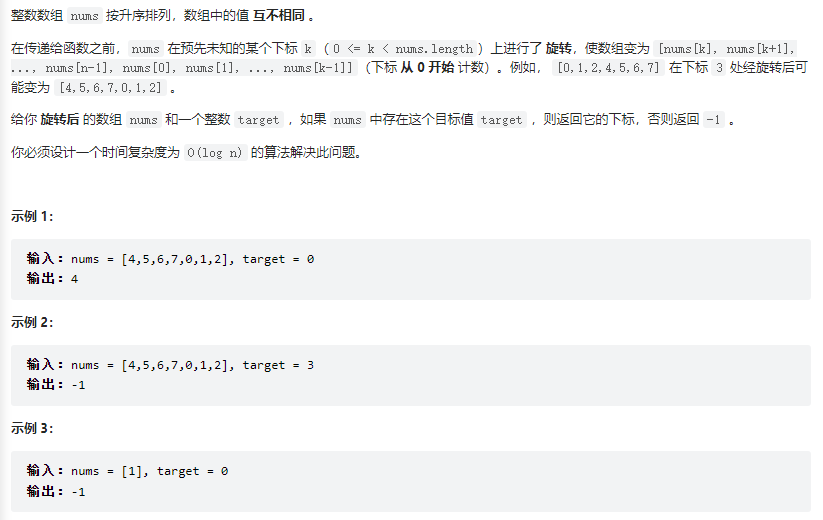 整数数组 nums 按升序排列，数组中的值 互不相同 。
在传递给函数之前，nums 在预先未知的某个下标 k（ 0 <= k < nums.length ）上进行了 旋转，使数组变为 [nums[k], nums[k+1],
..., nums[n-1], nums[0], nums[1], ..., nums[k-1]]（下标 从 0 开始 计数）。例如， [0,1,2,4,5,6,7] 在下标 3 处经旋转后可
能变为 [4,5,6,7,0,1,2] 。
给你 旋转后 的数组 nums 和一个整数 target ，如果 nums 中存在这个目标值 target ，则返回它的下标，否则返回 -1 。
你必须设计一个时间复杂度为 O(log n) 的算法解决此问题。
示例 1：
输入：nums = [4,5,6,7,0,1,2], target = 0
输出：4
示例 2：
输入：nums = [4,5,6,7,0,1,2], target = 3
输出：-1
示例 3：
输入：nums = [1], target = 0
输出：-1